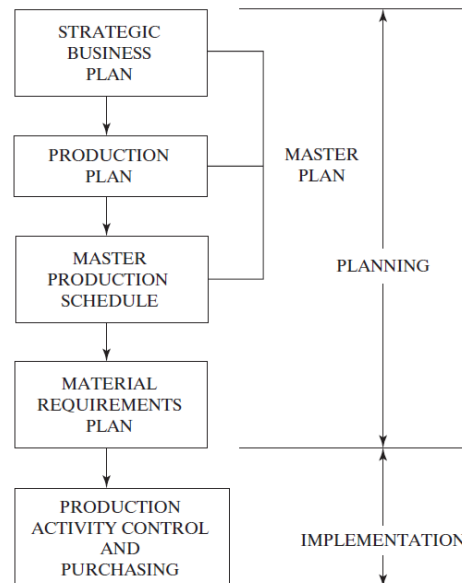 STRATEGIC
BUSINESS
PLAN
PRODUCTION
PLAN
MASTER
PLAN
MASTER
PRODUCTION
SCHEDULE
PLANNING
MATERIAL
REQUIREMENTS
PLAN
PRODUCTION
ACTIVITY CONTROL
AND
PURCHASING
IMPLEMENTATION